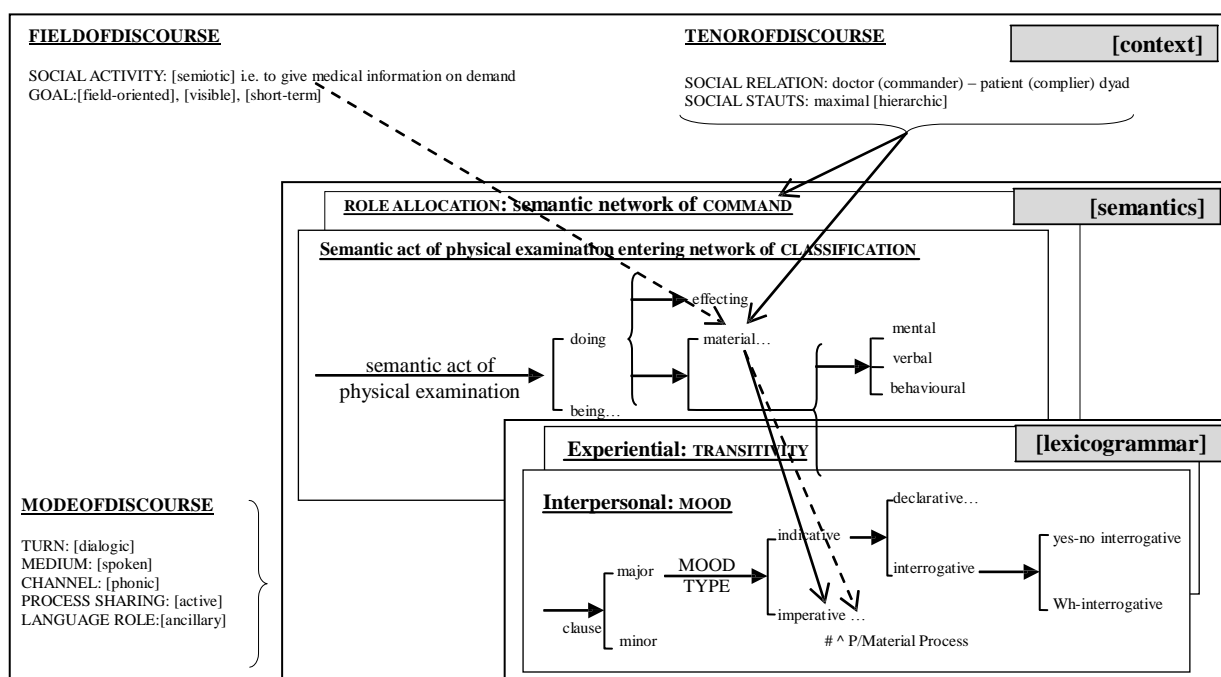 FIELDOFDISCOURSE
SOCIAL ACTIVITY: [semiotic] i.e. to give medical information on demand
GOAL:[field-oriented], [visible], [short-term]
TENOROFDISCOURSE
[context]
SOCIAL RELATION: doctor (commander) – patient (complier) dyad
SOCIAL STAUTS: maximal [hierarchic]
ROLE ALLOCATION: semantic network of COMMAND
[semantics]
Semantic act of physical examination entering network of CLASSIFICATION
effecting
doing
material…
mental
verbal
behavioural
semantic act of
physical examination
being…
Experiential: TRANSITIVITY
[lexicogrammar]
MODEOFDISCOURSE
TURN: [dialogic]
MEDIUM: [spoken]
CHANNEL: [phonic]
PROCESS SHARING: [active]
LANGUAGE ROLE:[ancillary]
Interpersonal: MOOD
declarative…
indicative
yes-no interrogative
major
MOOD
TYPE
interrogative
Wh-interrogative
imperative …
clause
minor
# ^ P/Material Process